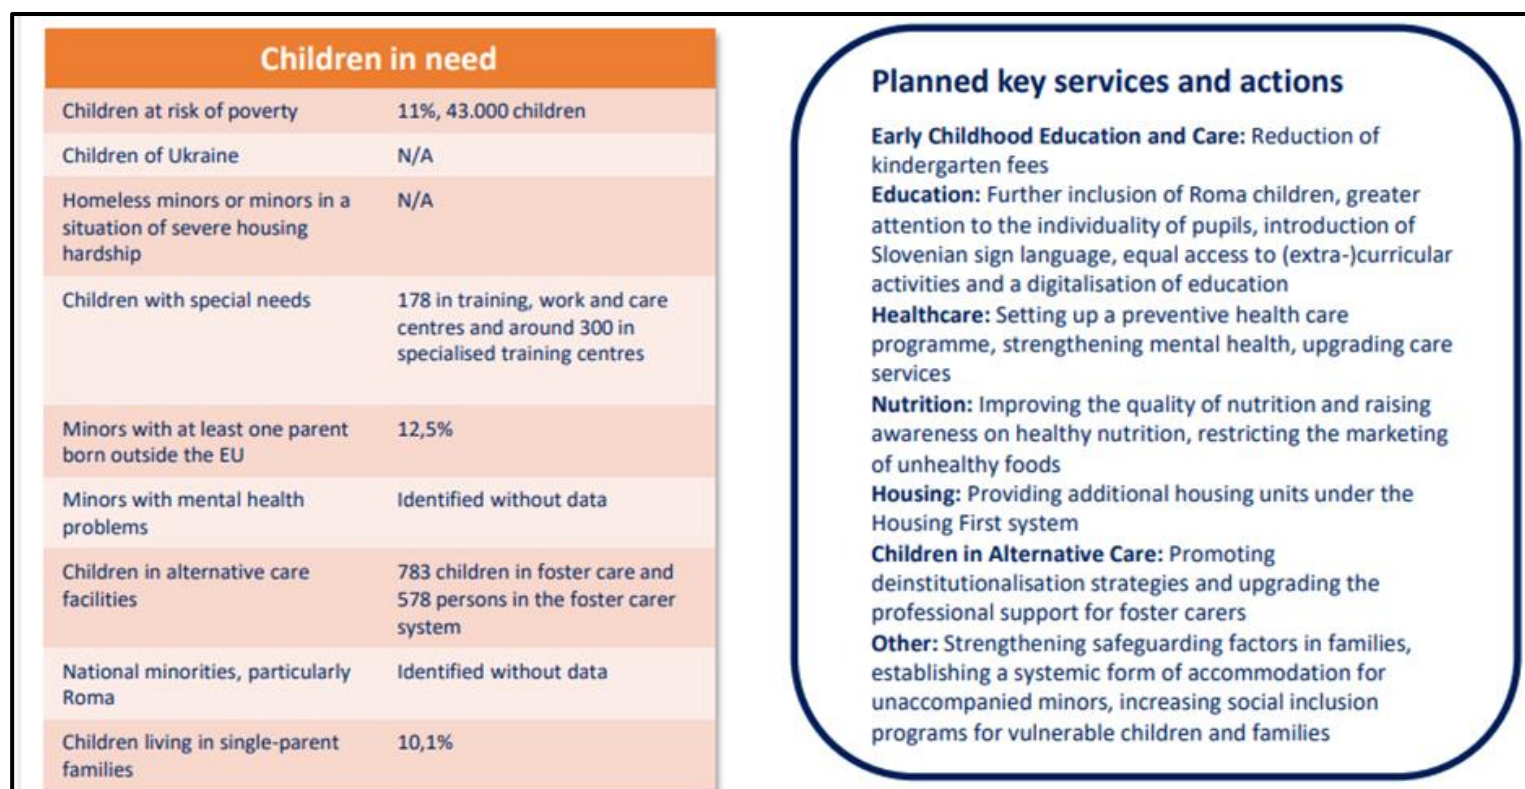 Children in need
Children at risk of poverty 11%, 43.000 children
Children of Ukraine N/A
Homeless minors or minors in a N/A
situation of severe housing
hardship
Children with special needs 178 in training, work and care
centres and around 300 in
specialised training centres
Minors with at least one parent 12,5%
born outside the EU
Minors with mental health Identified without data
problems
Children in alternative care 783 children in foster care and
facilities 578 persons in the foster carer
system
National minorities, particularly Identified without data
Roma
Children living in single-parent 10,1%
families
Planned key services and actions
Early Childhood Education and Care: Reduction of
kindergarten fees
Education: Further inclusion of Roma children, greater
attention to the individuality of pupils, introduction of
Slovenian sign language, equal access to (extra-)curricular
activities and a digitalisation of education
Healthcare: Setting up a preventive health care
programme, strengthening mental health, upgrading care
services
Nutrition: Improving the quality of nutrition and raising
awareness on healthy nutrition, restricting the marketing
of unhealthy foods
Housing: Providing additional housing units under the
Housing First system
Children in Alternative Care: Promoting
deinstitutionalisation strategies and upgrading the
professional support for foster carers
Other: Strengthening safeguarding factors in families,
establishing a systemic form of accommodation for
unaccompanied minors, increasing social inclusion
programs for vulnerable children and families